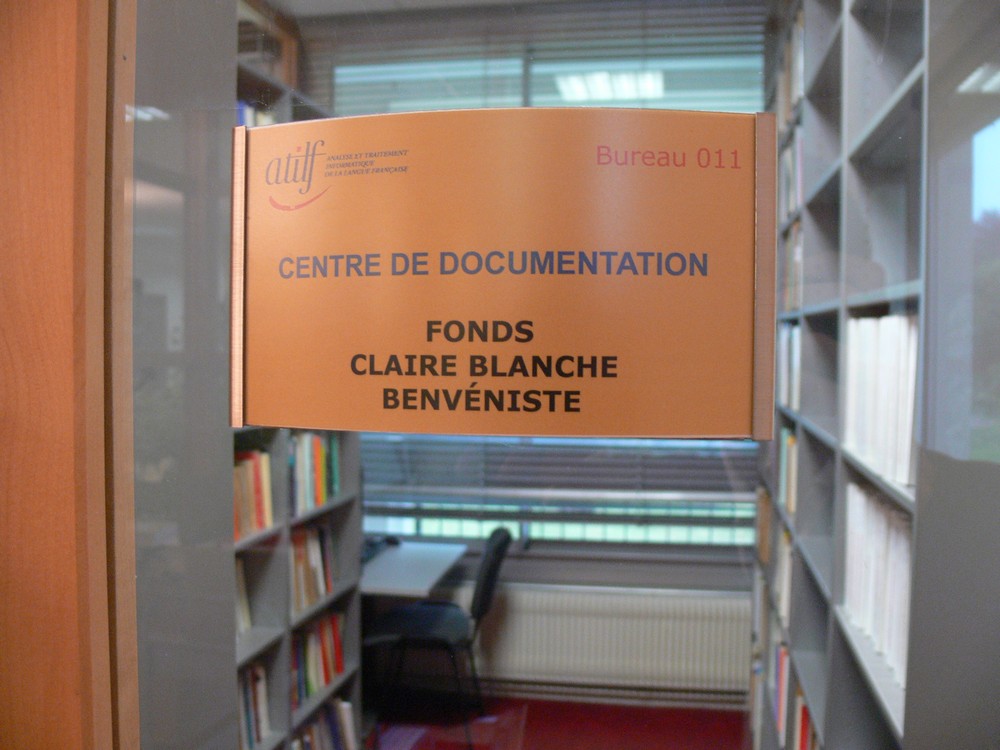 atilf
ANALYSE ET TRAITEMENT
INFORMATIQUE
DE LA LANGUE FRANÇAISE
Bureau 011
CENTRE DE DOCUMENTATION
FONDS
CLAIRE BLANCHE
BENVÉNISTE